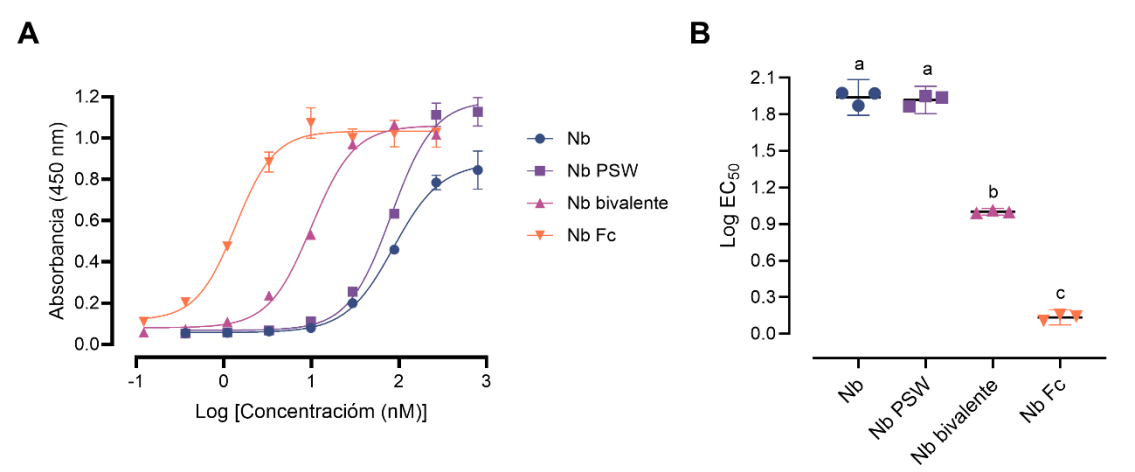 A
Absorbancia (450 nm)
1.2
1.0
0.8
0.6
0.4
0.2
0.0
-1 0 1 2 3
Log [Concentracióm (nM)]
Nb
Nb PSW
Nb bivalente
Nb Fc
B
Log EC50
2.1
1.8
1.5
1.2
0.9
0.6
0.3
0.0
a a
b
c
Nb
Nb PSW
Nb bivalente
Nb Fc